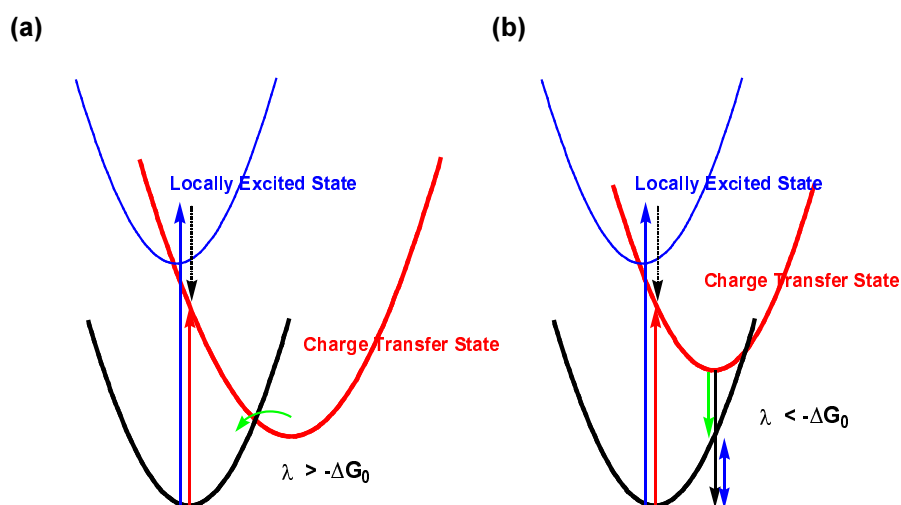 (a)
(b)
Locally Excited State
Locally Excited State
Charge Transfer State
Charge Transfer State
λ < -ΔG0
λ > -ΔG0